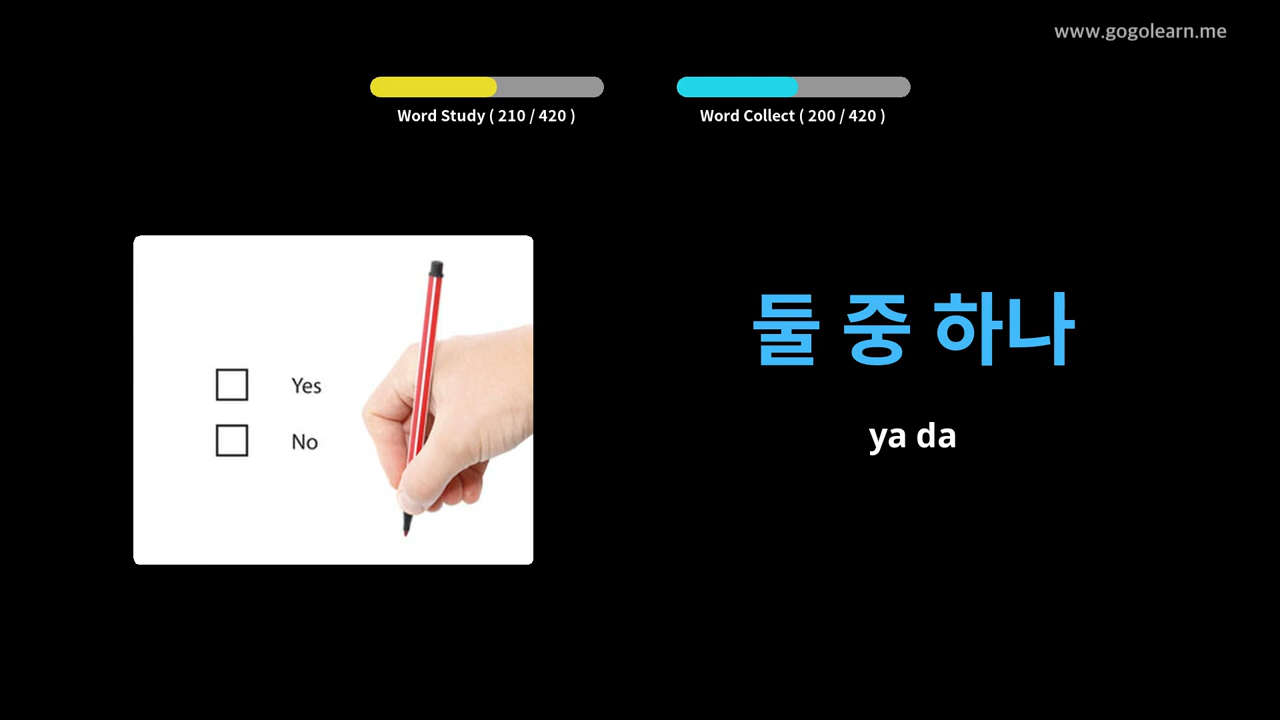 www.gogolearn.me
Word Study ( 210 / 420 )
Word Collect ( 200 / 420 )
Yes
No
둘 중 하나
ya da